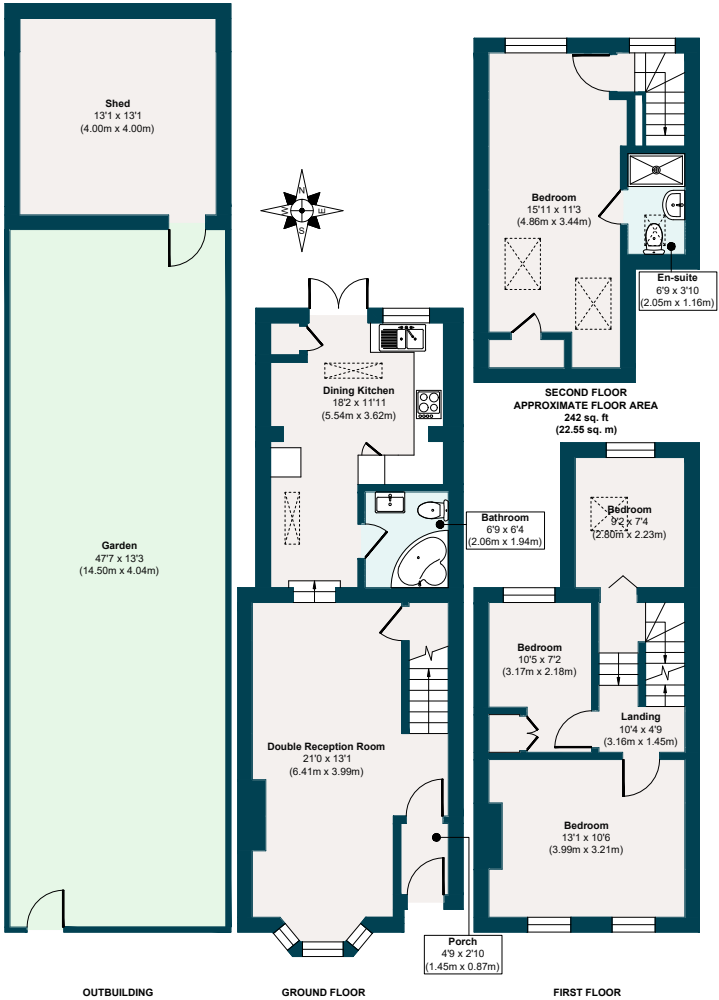 Shed
13'1 x 13'1
(4.00m x 4.00m)
N
W
E
S
Garden
47'7 x 13'3
(14.50m x 4.04m)
OUTBUILDING
Dining Kitchen
18'2 x 11'11
(5.54m x 3.62m)
Bathroom
6'9 x 6'4
(2.06m x 1.94m)
Double Reception Room
21'0 x 13'1
(6.41m x 3.99m)
Porch
4'9 x 2'10
(1.45m x 0.87m)
GROUND FLOOR
Bedroom
15'11 x 11'3
(4.86m x 3.44m)
En-suite
6'9 x 3'10
(2.05m x 1.16m)
SECOND FLOOR
APPROXIMATE FLOOR AREA
242 sq. ft
(22.55 sq. m)
Bedroom
9'2 x 7'4
(2.80m x 2.23m)
Bedroom
10'5 x 7'2
(3.17m x 2.18m)
Landing
10'4 x 4'9
(3.16m x 1.45m)
Bedroom
13'1 x 10'6
(3.99m x 3.21m)
FIRST FLOOR